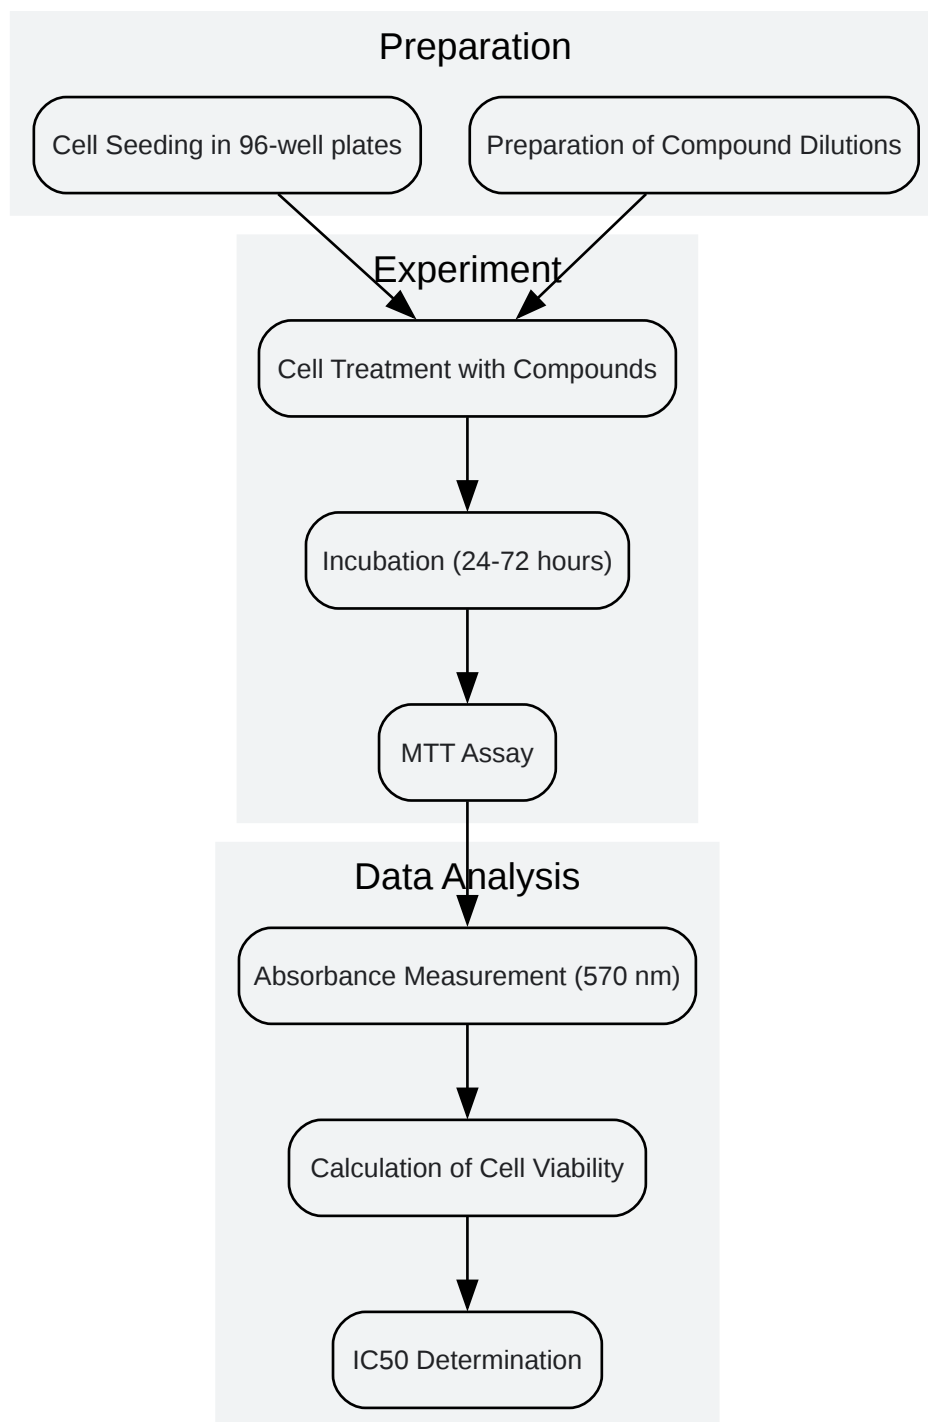 Preparation
Cell Seeding in 96-well plates
Preparation of Compound Dilutions
Experiment
Cell Treatment with Compounds
Incubation (24-72 hours)
MTT Assay
Data Analysis
Absorbance Measurement (570 nm)
Calculation of Cell Viability
IC50 Determination